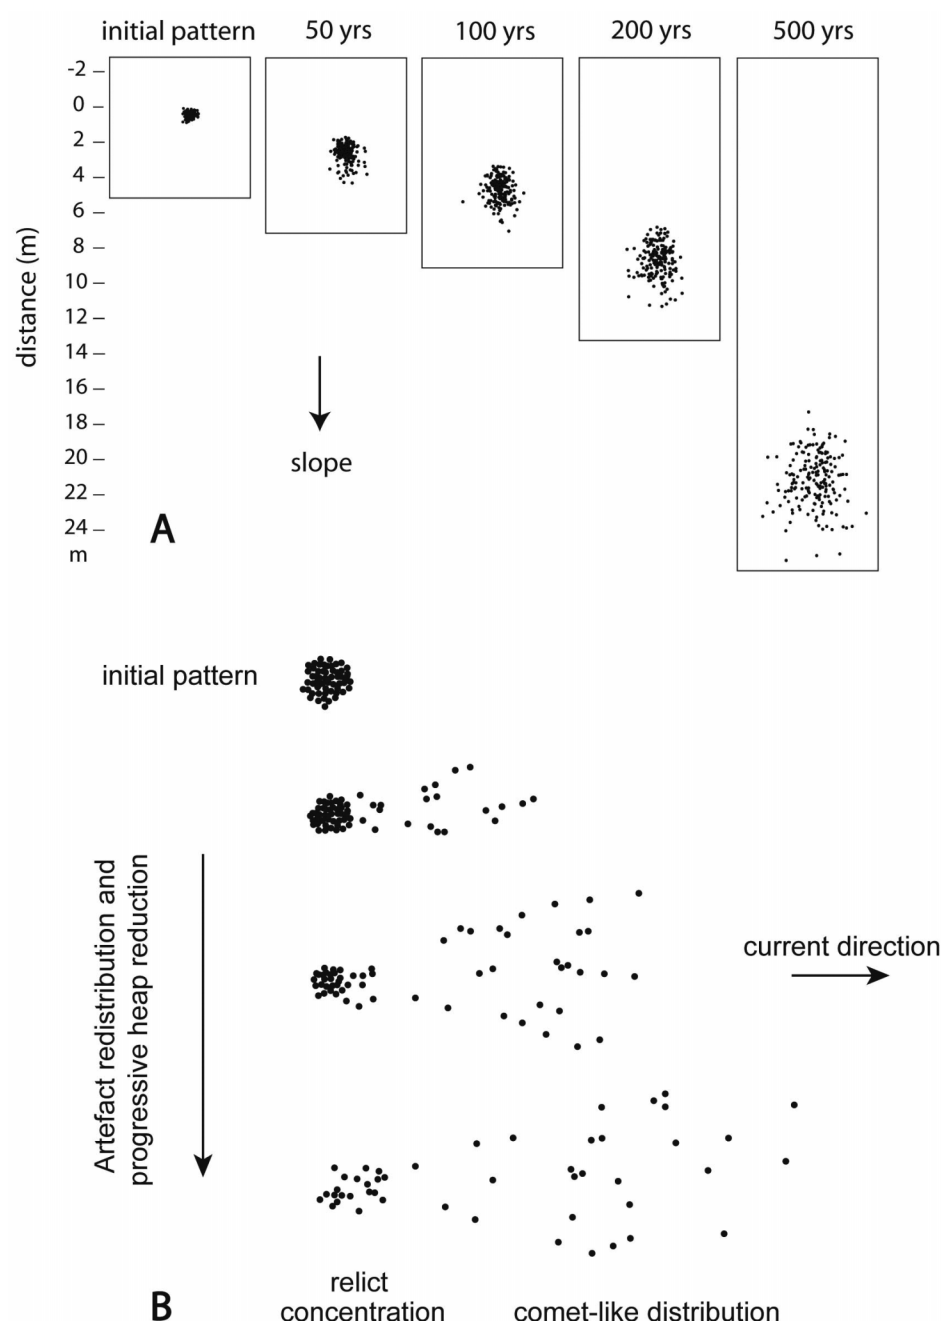 initial pattern 50 yrs 100 yrs 200 yrs 500 yrs
-2
0
2
4
6
8
10
12
14
16
18
20
22
24
m
distance (m)
slope
A
initial pattern
Artefact redistribution and
progressive heap reduction
current direction
relict
concentration
comet-like distribution
B